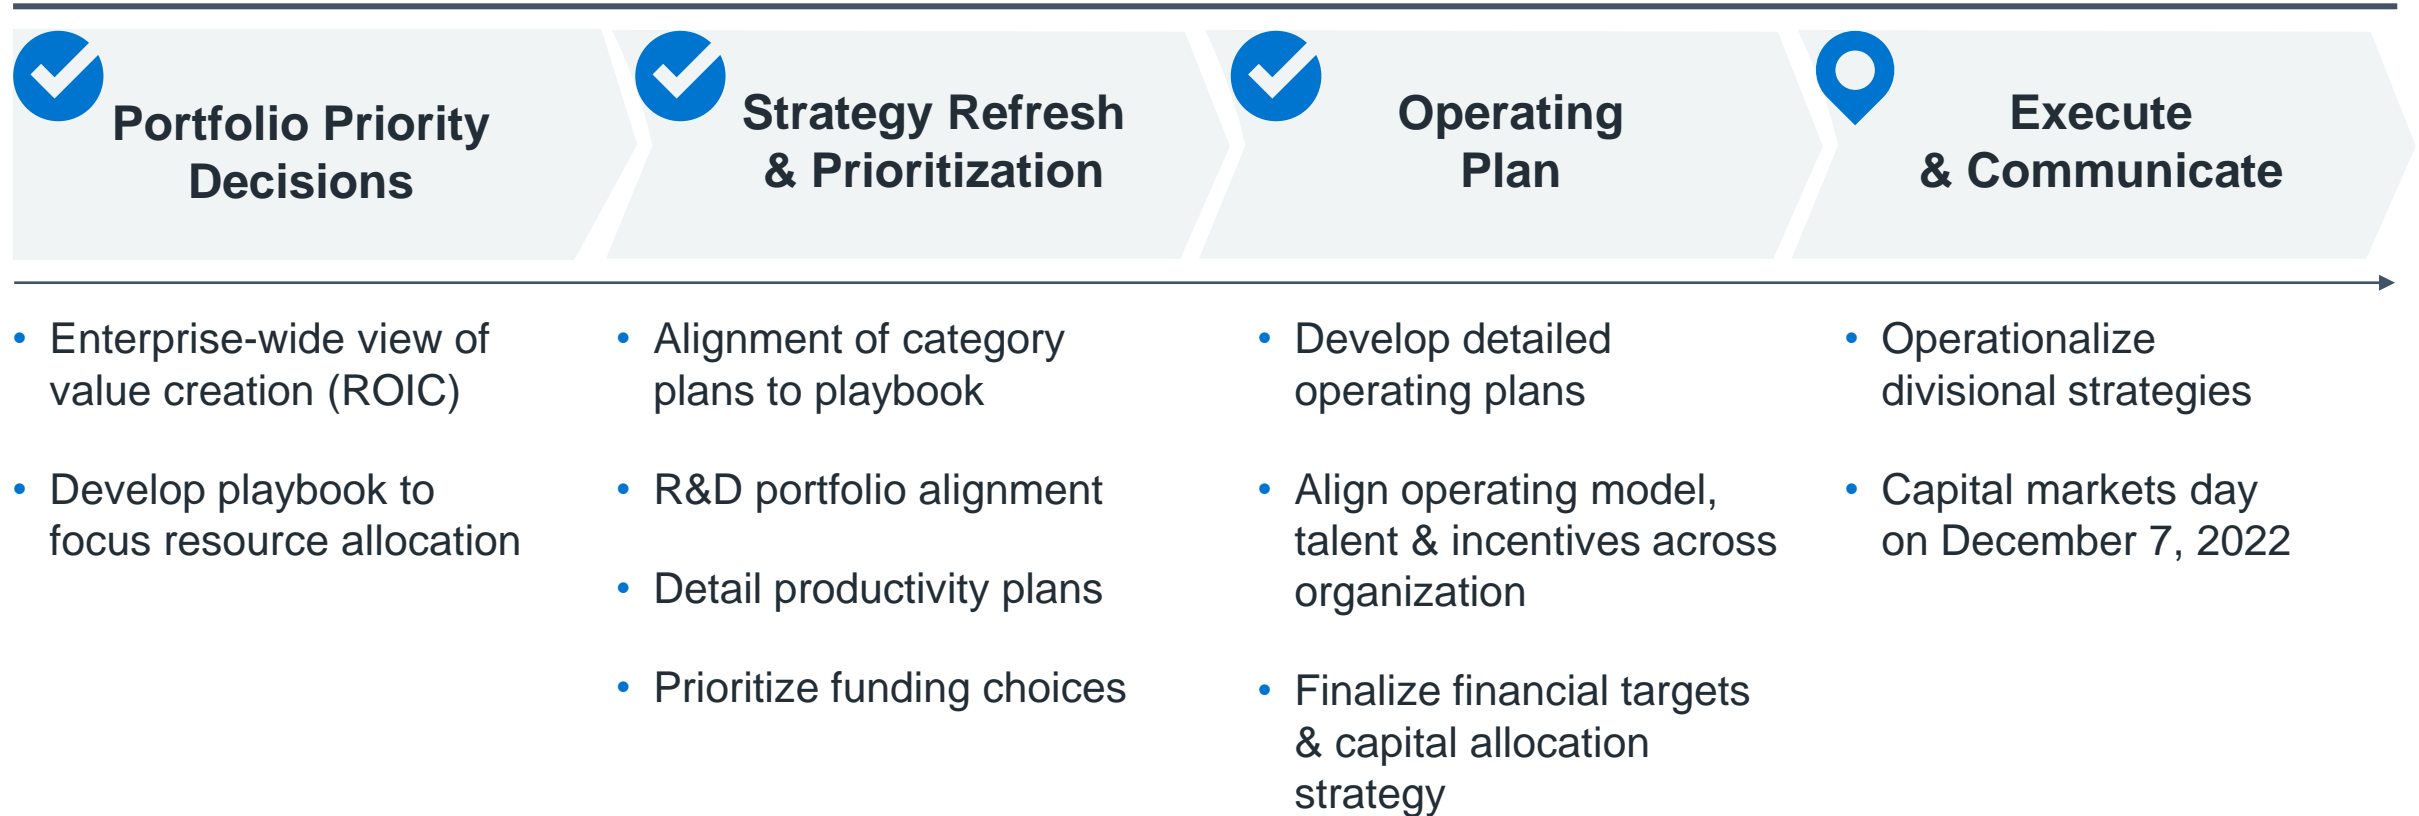 Portfolio Priority
Decisions
Strategy Refresh
& Prioritization
Operating
Plan
Execute
& Communicate
• Enterprise-wide view of
value creation (ROIC)
• Develop playbook to
focus resource allocation
• Alignment of category
plans to playbook
• R&D portfolio alignment
• Detail productivity plans
• Prioritize funding choices
• Develop detailed
operating plans
• Align operating model,
talent & incentives across
organization
• Finalize financial targets
& capital allocation
strategy
• Operationalize
divisional strategies
• Capital markets day
on December 7, 2022